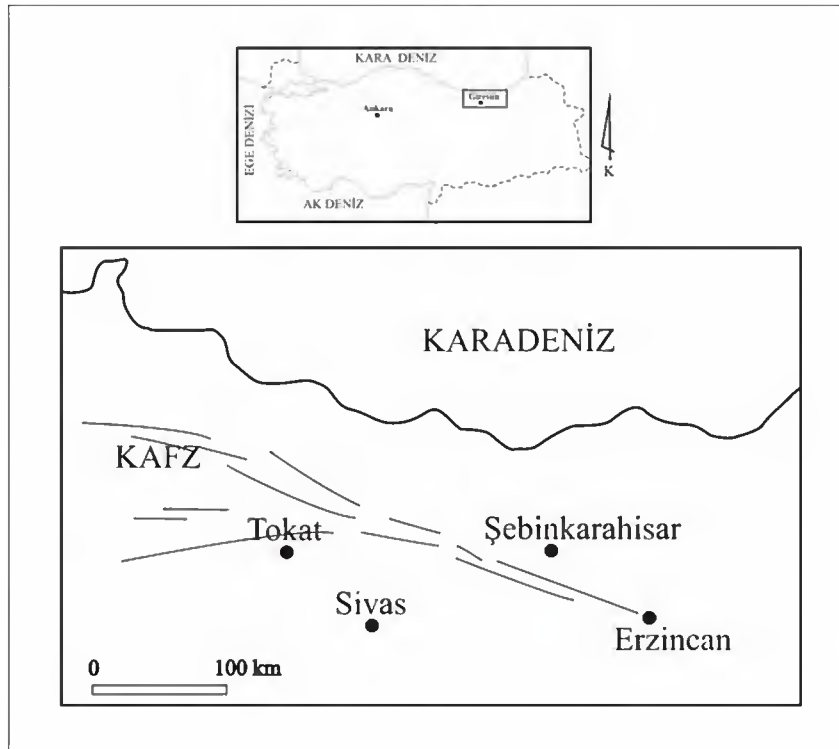 KARA DENİZ
Giresun
Ankara
EGE DENİZİ
K
AK DENİZ
KARADENİZ
KAFZ
Tokat
Şebinkarahisar
Sivas
Erzincan
0 100 km